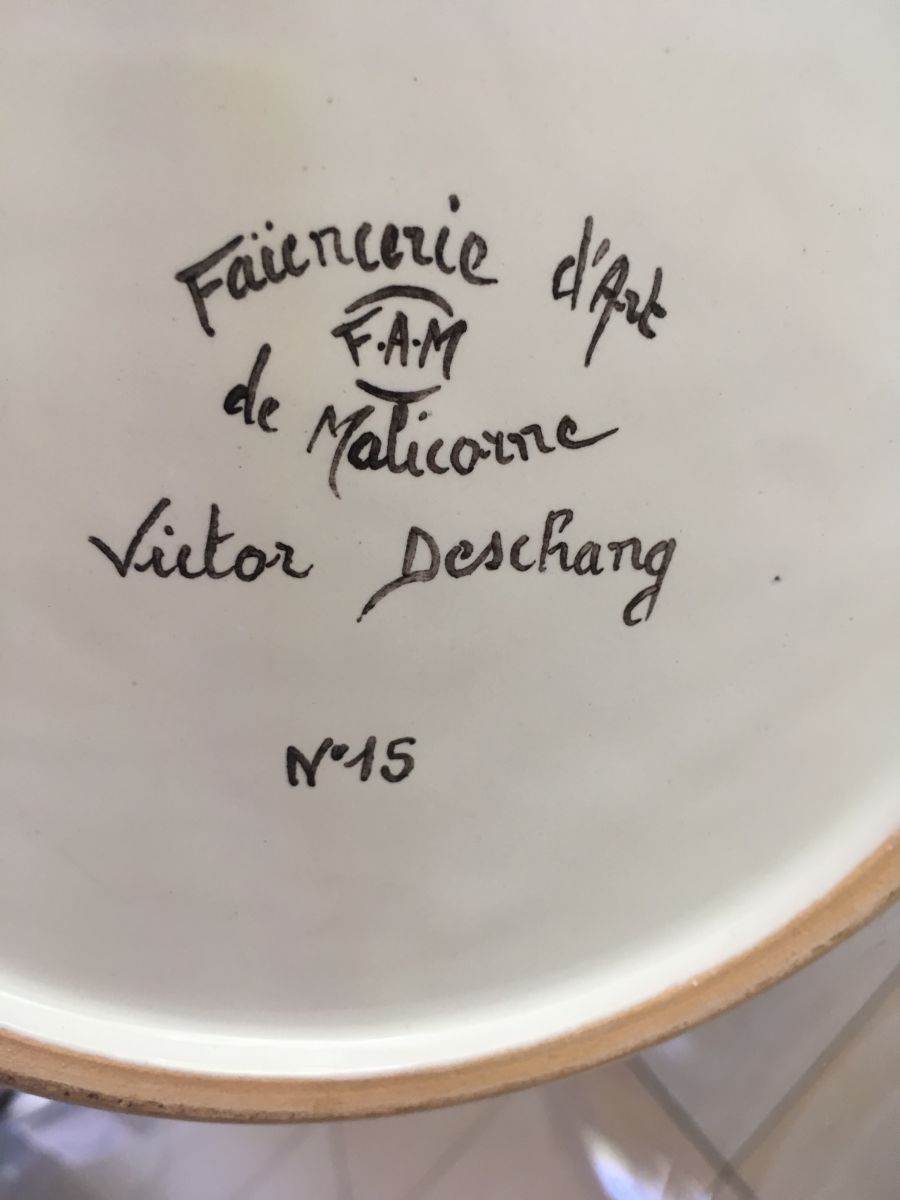 Faïencerie d'Art
F.A.M
de Malicorne
Victor Deschang
N°15